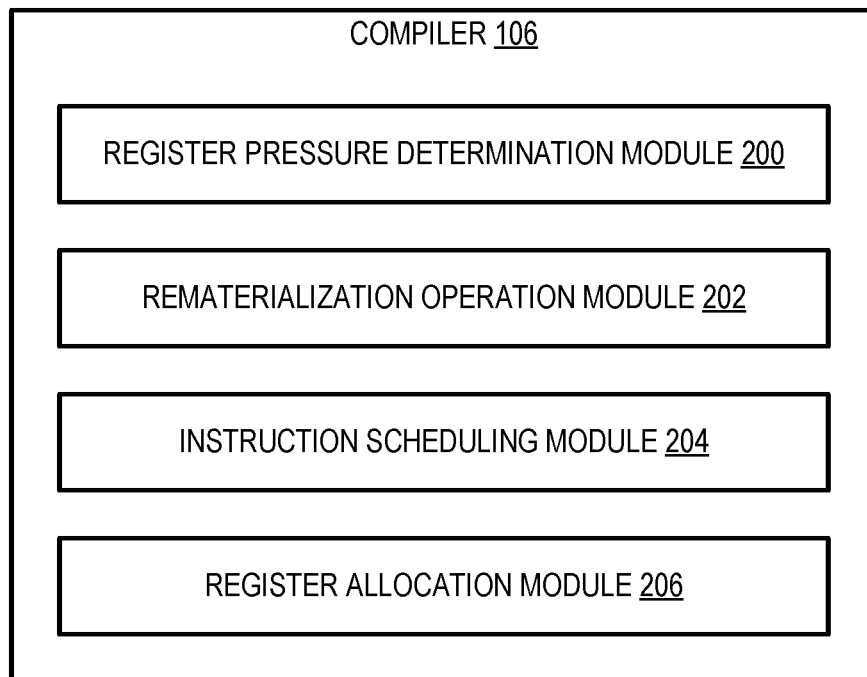 COMPILER 106
REGISTER PRESSURE DETERMINATION MODULE 200
REMATERIALIZATION OPERATION MODULE 202
INSTRUCTION SCHEDULING MODULE 204
REGISTER ALLOCATION MODULE 206